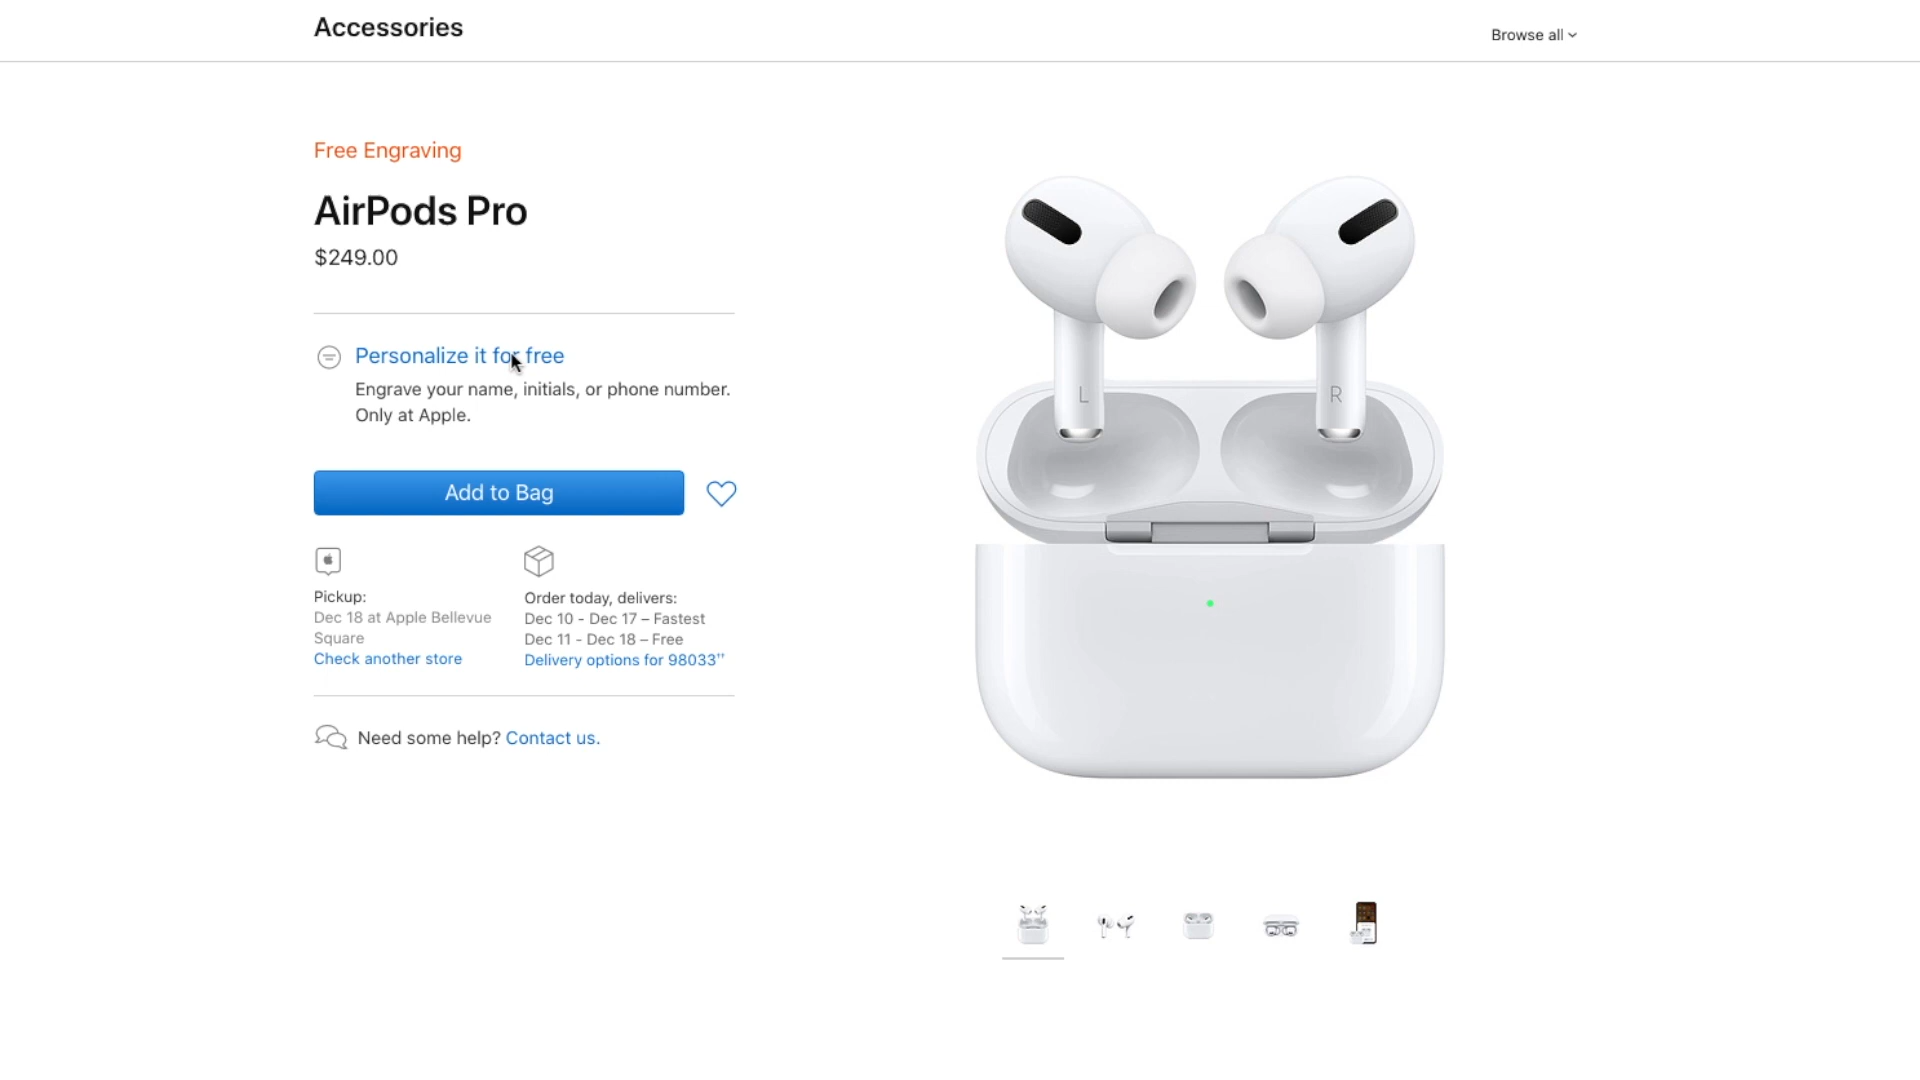 Accessories
Browse all
Free Engraving
AirPods Pro
$249.00
Personalize it for free
Engrave your name, initials, or phone number.
Only at Apple.
Add to Bag
Pickup:
Dec 18 at Apple Bellevue
Square
Check another store
Order today, delivers:
Dec 10 - Dec 17 – Fastest
Dec 11 - Dec 18 – Free
Delivery options for 98033††
Need some help? Contact us.
L
R